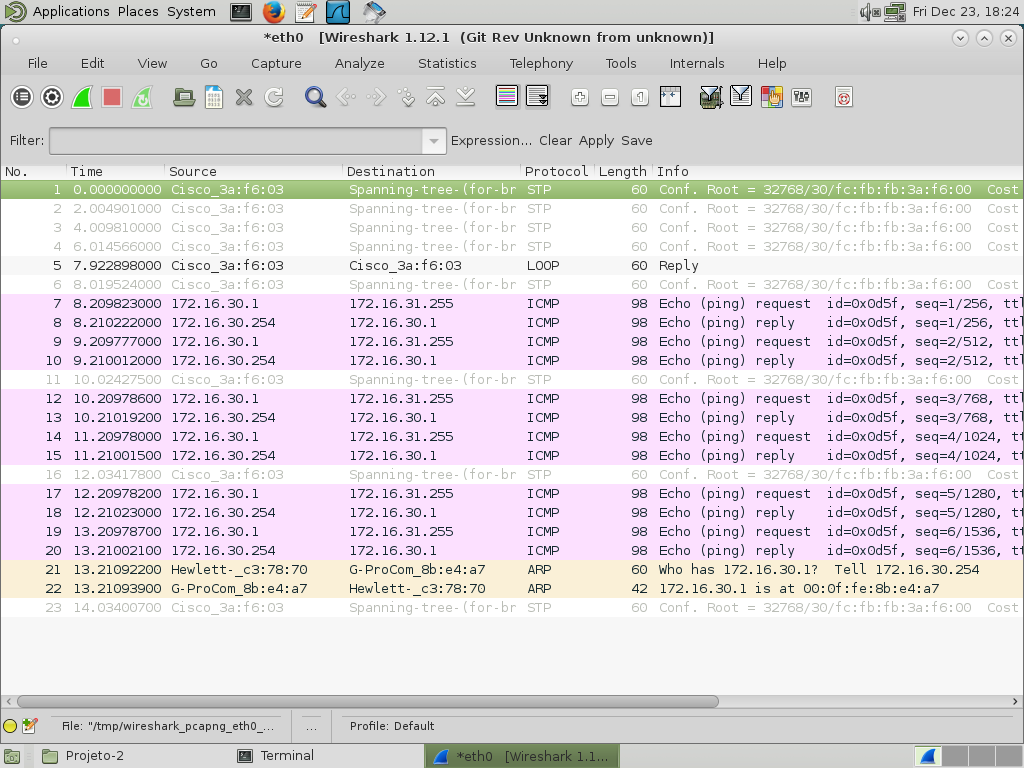 Applications Places System Fri Dec 23, 18:24
*eth0 [Wireshark 1.12.1 (Git Rev Unknown from unknown)]
File Edit View Go Capture Analyze Statistics Telephony Tools Internals Help
Filter: Expression... Clear Apply Save
No. Time Source Destination Protocol Length Info
1 0.000000000 Cisco_3a:f6:03 Spanning-tree-(for-br STP 60 Conf. Root = 32768/30/fc:fb:fb:3a:f6:00 Cost
2 2.004901000 Cisco_3a:f6:03 Spanning-tree-(for-br STP 60 Conf. Root = 32768/30/fc:fb:fb:3a:f6:00 Cost
3 4.009810000 Cisco_3a:f6:03 Spanning-tree-(for-br STP 60 Conf. Root = 32768/30/fc:fb:fb:3a:f6:00 Cost
4 6.014566000 Cisco_3a:f6:03 Spanning-tree-(for-br STP 60 Conf. Root = 32768/30/fc:fb:fb:3a:f6:00 Cost
5 7.922898000 Cisco_3a:f6:03 Cisco_3a:f6:03 LOOP 60 Reply
6 8.019524000 Cisco_3a:f6:03 Spanning-tree-(for-br STP 60 Conf. Root = 32768/30/fc:fb:fb:3a:f6:00 Cost
7 8.209823000 172.16.30.1 172.16.31.255 ICMP 98 Echo (ping) request id=0x0d5f, seq=1/256, ttl
8 8.210222000 172.16.30.254 172.16.30.1 ICMP 98 Echo (ping) reply id=0x0d5f, seq=1/256, ttl
9 9.209777000 172.16.30.1 172.16.31.255 ICMP 98 Echo (ping) request id=0x0d5f, seq=2/512, ttl
10 9.210012000 172.16.30.254 172.16.30.1 ICMP 98 Echo (ping) reply id=0x0d5f, seq=2/512, ttl
11 10.02427500 Cisco_3a:f6:03 Spanning-tree-(for-br STP 60 Conf. Root = 32768/30/fc:fb:fb:3a:f6:00 Cost
12 10.20978600 172.16.30.1 172.16.31.255 ICMP 98 Echo (ping) request id=0x0d5f, seq=3/768, ttl
13 10.21019200 172.16.30.254 172.16.30.1 ICMP 98 Echo (ping) reply id=0x0d5f, seq=3/768, ttl
14 11.20978000 172.16.30.1 172.16.31.255 ICMP 98 Echo (ping) request id=0x0d5f, seq=4/1024, tt
15 11.21001500 172.16.30.254 172.16.30.1 ICMP 98 Echo (ping) reply id=0x0d5f, seq=4/1024, tt
16 12.03417800 Cisco_3a:f6:03 Spanning-tree-(for-br STP 60 Conf. Root = 32768/30/fc:fb:fb:3a:f6:00 Cost
17 12.20978200 172.16.30.1 172.16.31.255 ICMP 98 Echo (ping) request id=0x0d5f, seq=5/1280, tt
18 12.21023000 172.16.30.254 172.16.30.1 ICMP 98 Echo (ping) reply id=0x0d5f, seq=5/1280, tt
19 13.20978700 172.16.30.1 172.16.31.255 ICMP 98 Echo (ping) request id=0x0d5f, seq=6/1536, tt
20 13.21002100 172.16.30.254 172.16.30.1 ICMP 98 Echo (ping) reply id=0x0d5f, seq=6/1536, tt
21 13.21092200 Hewlett-_c3:78:70 G-ProCom_8b:e4:a7 ARP 60 Who has 172.16.30.1? Tell 172.16.30.254
22 13.21093900 G-ProCom_8b:e4:a7 Hewlett-_c3:78:70 ARP 42 172.16.30.1 is at 00:0f:fe:8b:e4:a7
23 14.03400700 Cisco_3a:f6:03 Spanning-tree-(for-br STP 60 Conf. Root = 32768/30/fc:fb:fb:3a:f6:00 Cost
File: "/tmp/wireshark_pcapng_eth0_... ... Profile: Default
Projeto-2 Terminal *eth0 [Wireshark 1.1...